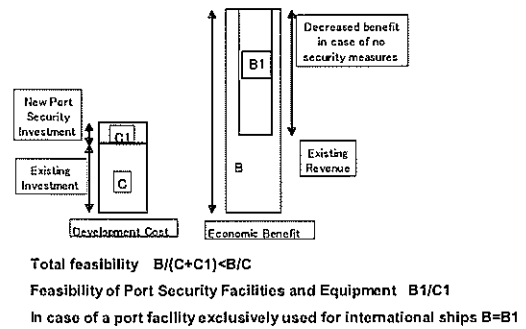 Decreased benefit
in case of no
security measures
B1
New Port
Security
Investment
C1
Existing
Investment
C
B
Existing
Revenue
Development Cost
Economic Benefit
Total feasibility B/(C+C1)<B/C
Feasibility of Port Security Facilities and Equipment B1/C1
In case of a port facility exclusively used for international ships B=B1